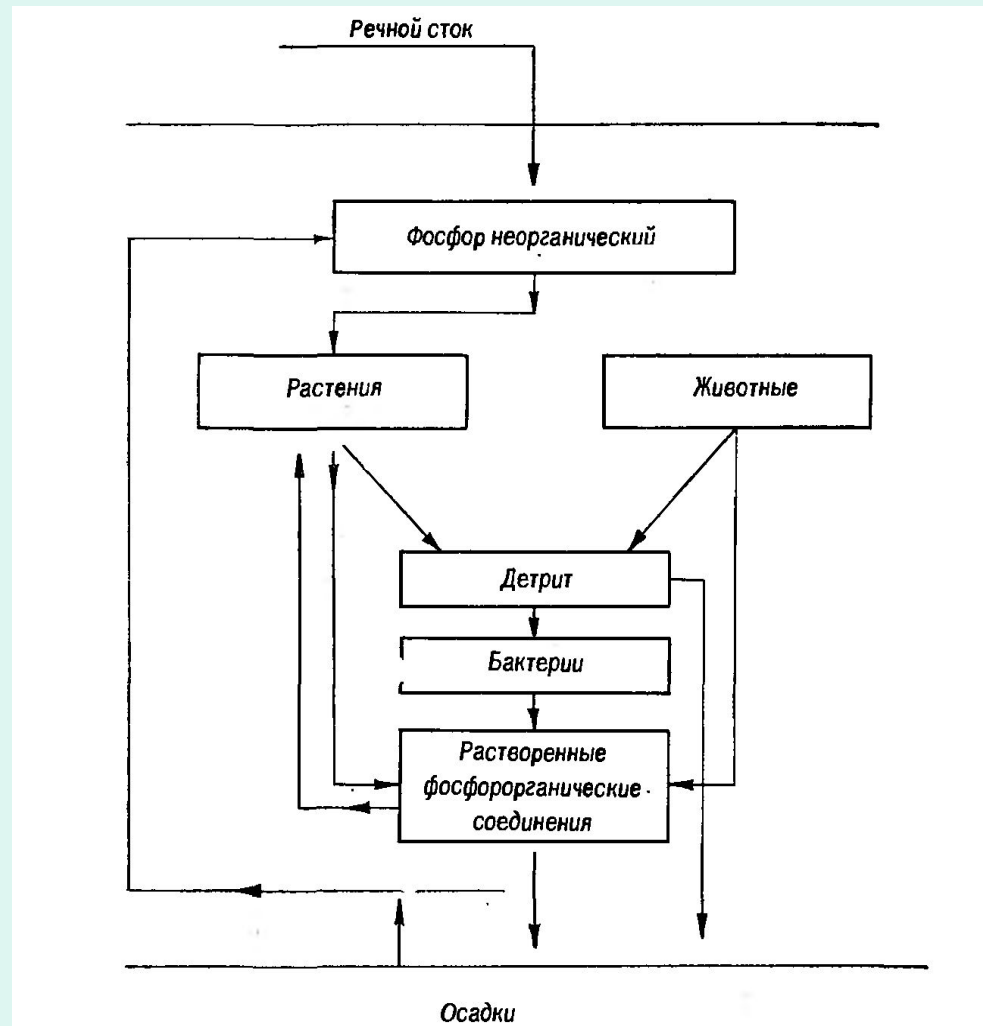 Речной сток
Фосфор неорганический
Растения
Животные
Детрит
Бактерии
Растворенные
фосфорорганические
соединения
Осадки